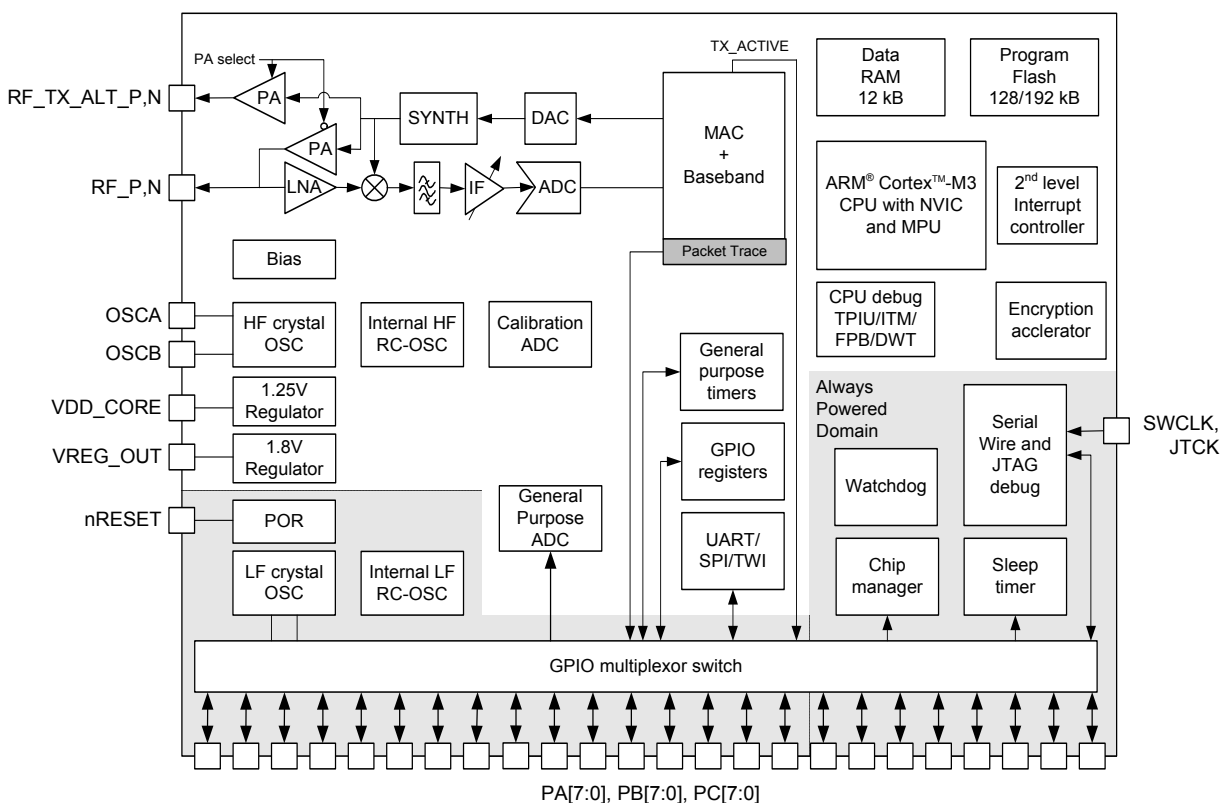 TX_ACTIVE
PA select
RF_TX_ALT_P,N
PA
SYNTH
DAC
MAC
+
Baseband
Data
RAM
12 kB
Program
Flash
128/192 kB
PA
RF_P,N
LNA
IF
ADC
ARM® Cortex™-M3
CPU with NVIC
and MPU
2nd level
Interrupt
controller
Packet Trace
Bias
OSCA
OSCB
HF crystal
OSC
Internal HF
RC-OSC
Calibration
ADC
CPU debug
TPIU/ITM/
FPB/DWT
Encryption
acclerator
General
purpose
timers
Always
Powered
Domain
VDD_CORE
1.25V
Regulator
Serial
Wire and
JTAG
debug
SWCLK,
JTCK
VREG_OUT
1.8V
Regulator
GPIO
registers
Watchdog
nRESET
POR
General
Purpose
ADC
UART/
SPI/TWI
LF crystal
OSC
Internal LF
RC-OSC
Chip
manager
Sleep
timer
GPIO multiplexor switch
PA[7:0], PB[7:0], PC[7:0]